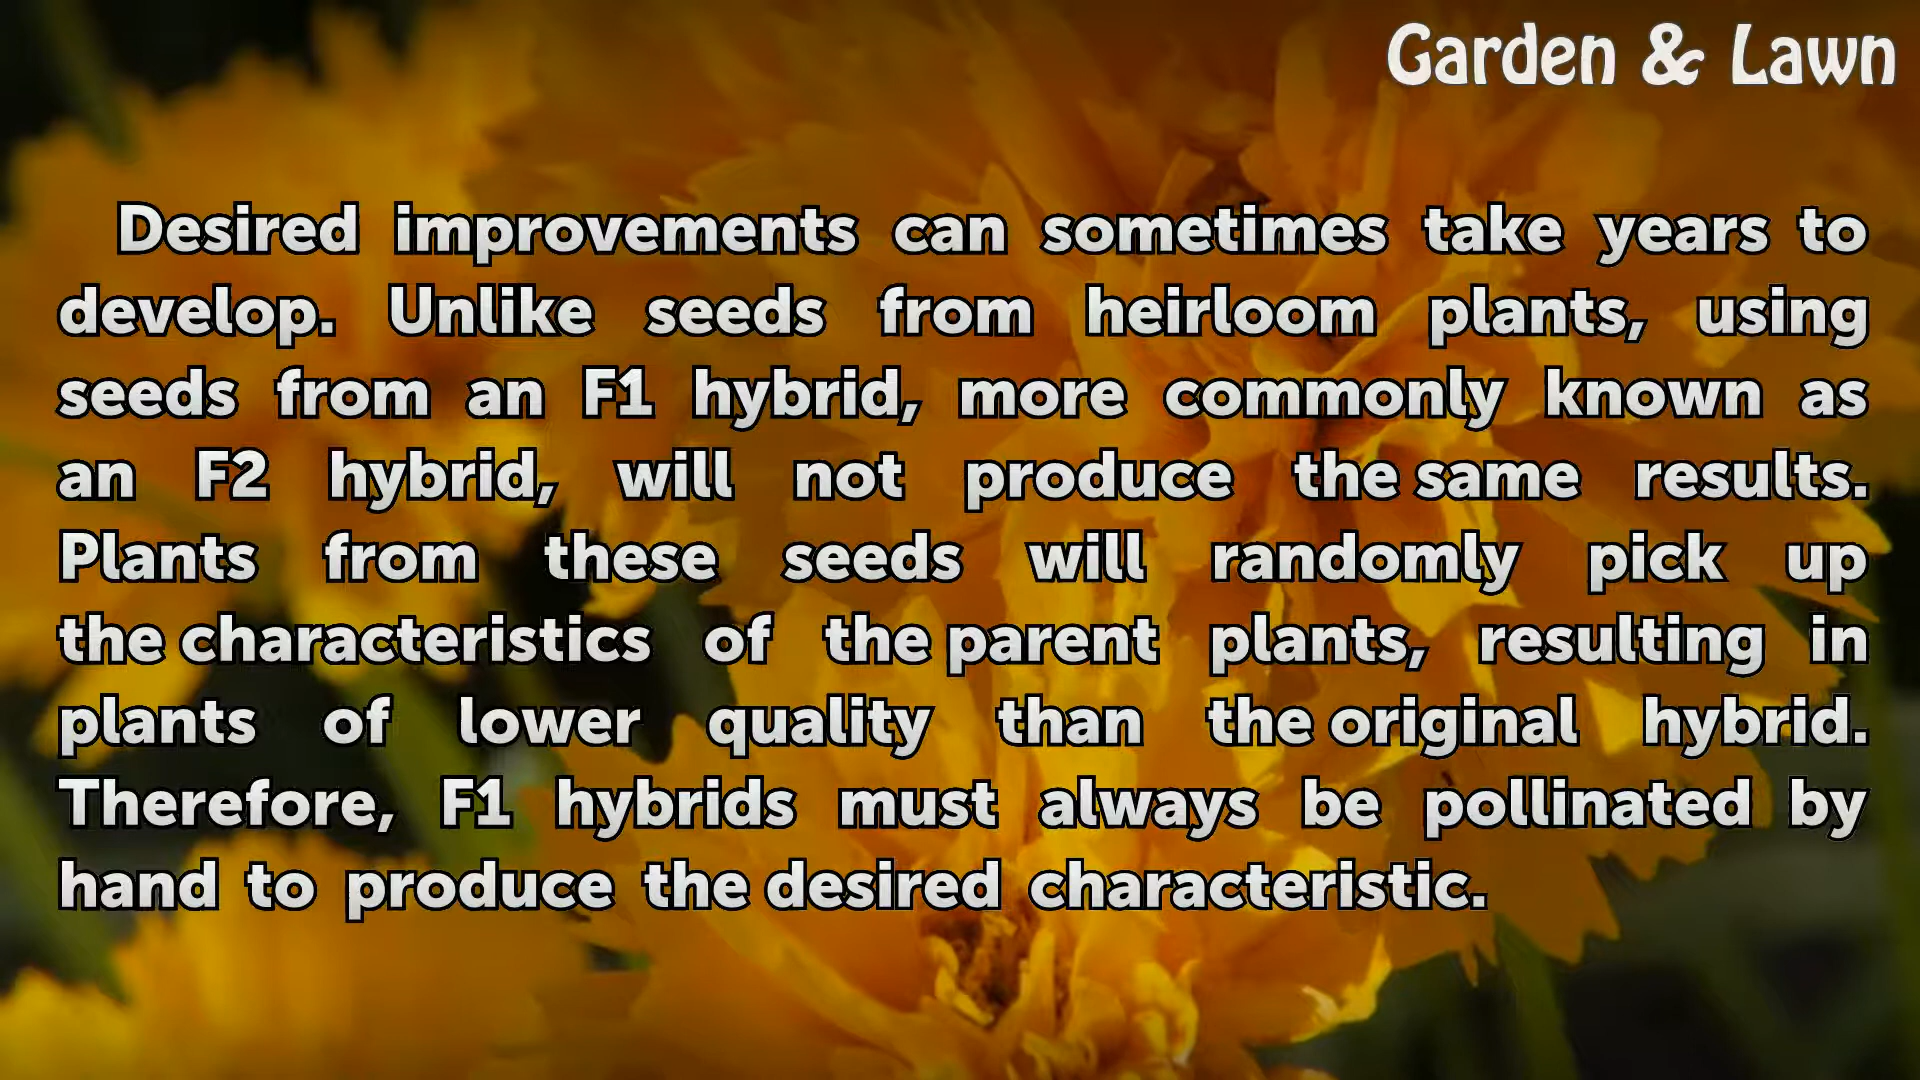 Garden & Lawn
Desired improvements can sometimes take years to
develop. Unlike seeds from heirloom plants, using
seeds from an F1 hybrid, more commonly known as
an F2 hybrid, will not produce the same results.
Plants from these seeds will randomly pick up
the characteristics of the parent plants, resulting in
plants of lower quality than the original hybrid.
Therefore, F1 hybrids must always be pollinated by
hand to produce the desired characteristic.